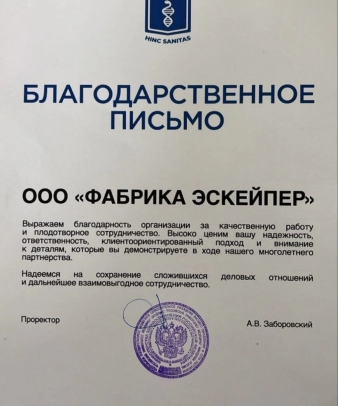 HINC SANITAS
БЛАГОДАРСТВЕННОЕ
ПИСЬМО
ООО «ФАБРИКА ЭСКЕЙПЕР»
Выражаем благодарность организации за качественную работу
и плодотворное сотрудничество. Высоко ценим вашу надежность,
ответственность, клиентоориентированный подход и внимание
к деталям, которые вы демонстрируете в ходе нашего многолетнего
партнерства.
Надеемся на сохранение сложившихся деловых отношений
и дальнейшее взаимовыгодное сотрудничество.
Проректор
А.В. Заборовский